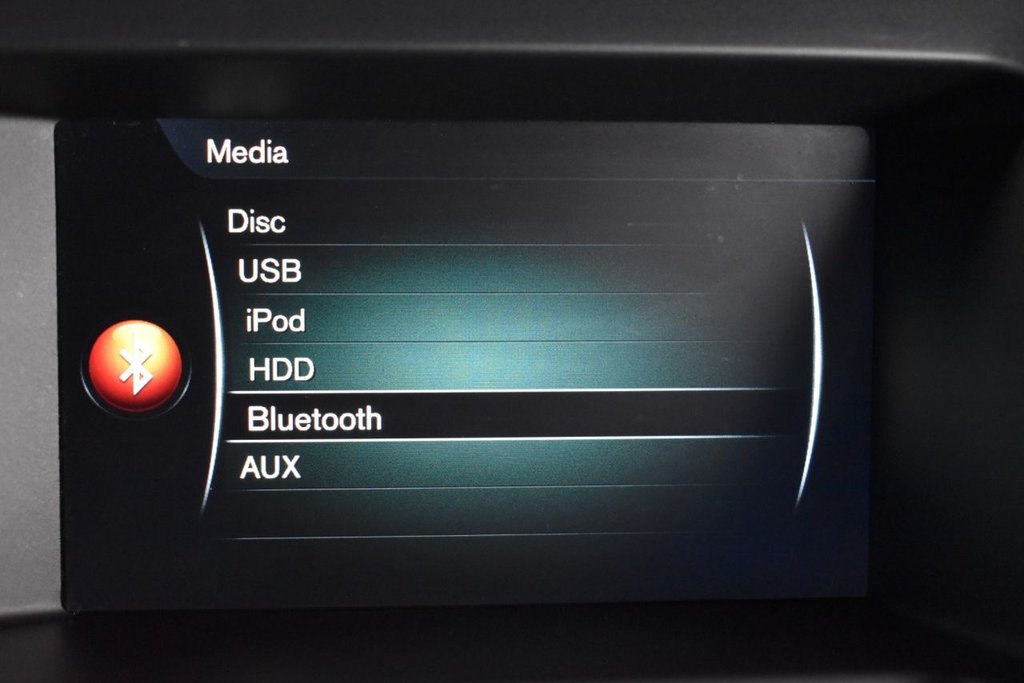 Media
Disc
USB
iPod
HDD
Bluetooth
AUX